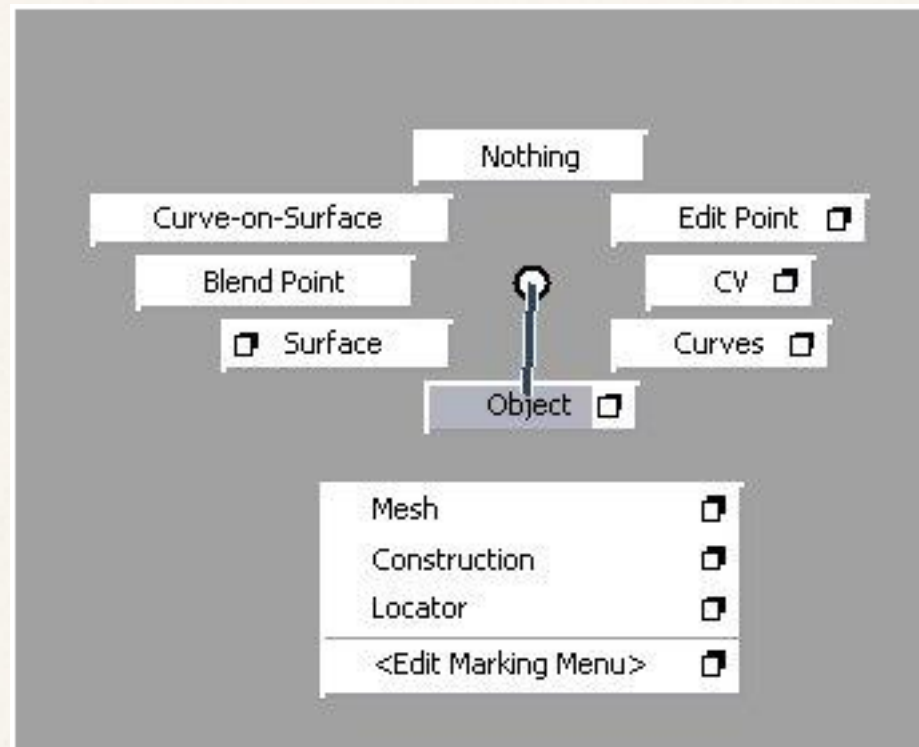 Nothing
Curve-on-Surface
Edit Point
Blend Point
CV
Surface
Curves
Object
Mesh
Construction
Locator
<Edit Marking Menu>